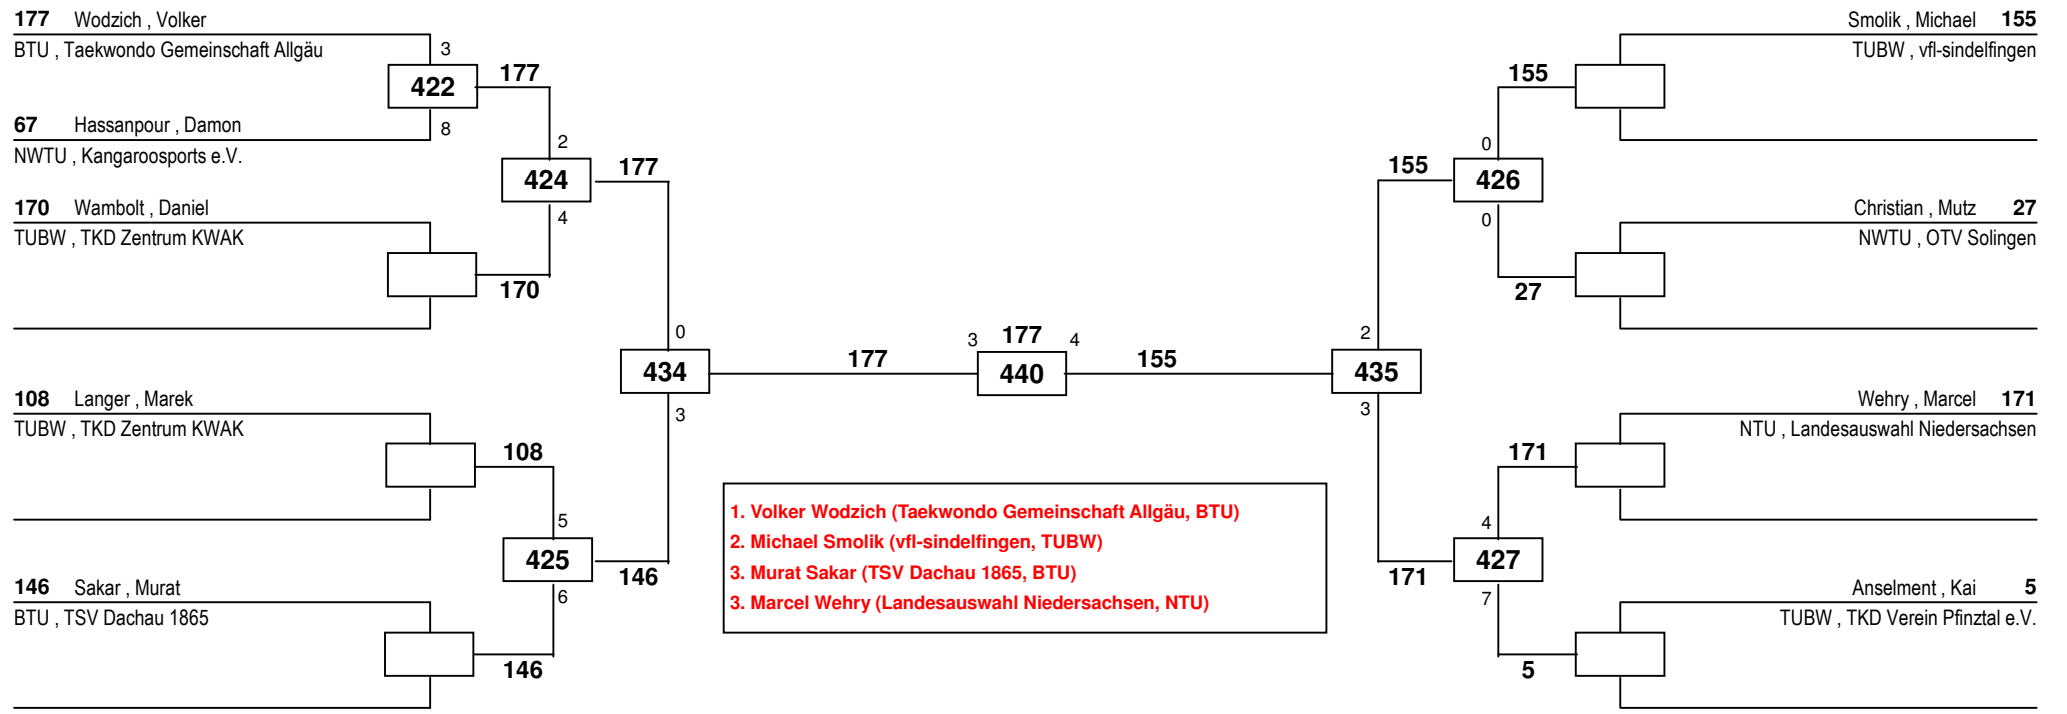 177 Wodzich , Volker
BTU , Taekwondo Gemeinschaft Allgäu
3
422
177
67 Hassanpour , Damon
8
NWTU , Kangaroosports e.V.
2
424
177
170 Wambolt , Daniel
4
TUBW , TKD Zentrum KWAK
170
0
434
177
3
108 Langer , Marek
TUBW , TKD Zentrum KWAK
108
5
425
146
6
146 Sakar , Murat
BTU , TSV Dachau 1865
146
3 177 4
440
155
1. Volker Wodzich (Taekwondo Gemeinschaft Allgäu, BTU)
2. Michael Smolik (vfl-sindelfingen, TUBW)
3. Murat Sakar (TSV Dachau 1865, BTU)
3. Marcel Wehry (Landesauswahl Niedersachsen, NTU)
Smolik , Michael 155
TUBW , vfl-sindelfingen
155
0
155
426
0
Christian , Mutz 27
NWTU , OTV Solingen
27
2
435
3
Wehry , Marcel 171
NTU , Landesauswahl Niedersachsen
171
4
427
171
7
Anselment , Kai 5
TUBW , TKD Verein Pfinztal e.V.
5